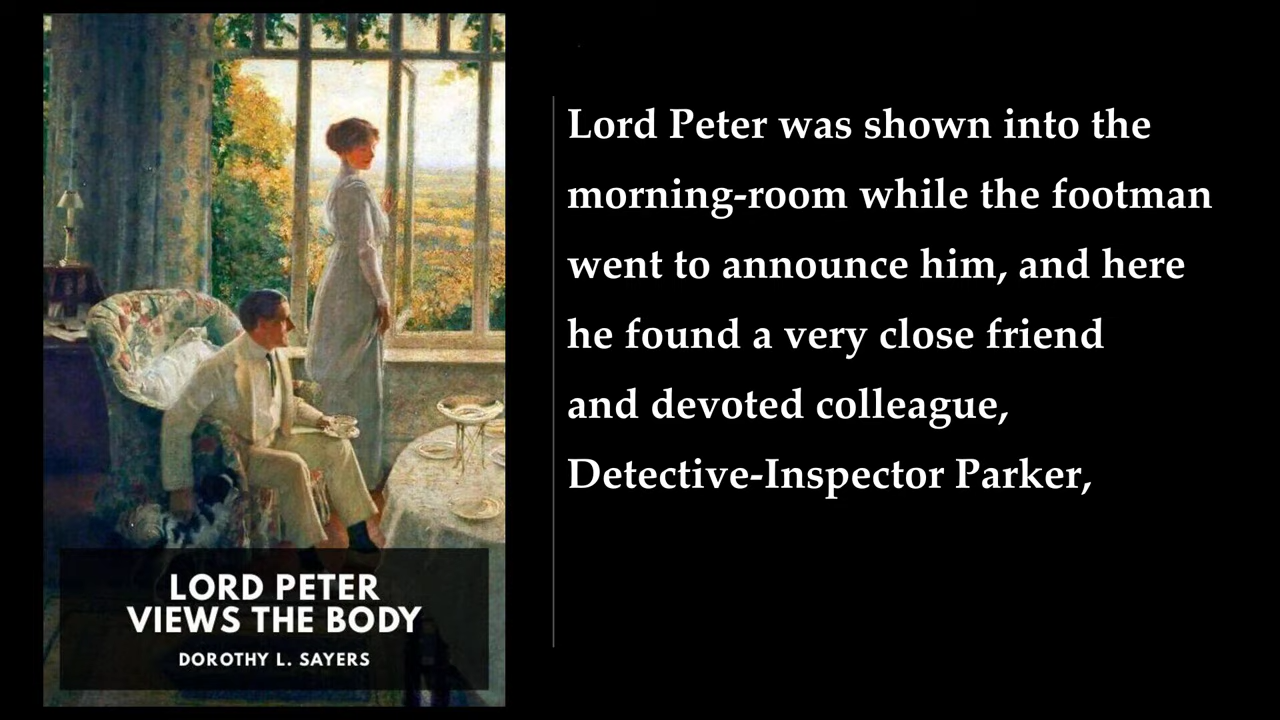 LORD PETER
VIEWS THE BODY
DOROTHY L. SAYERS
Lord Peter was shown into the
morning-room while the footman
went to announce him, and here
he found a very close friend
and devoted colleague,
Detective-Inspector Parker,